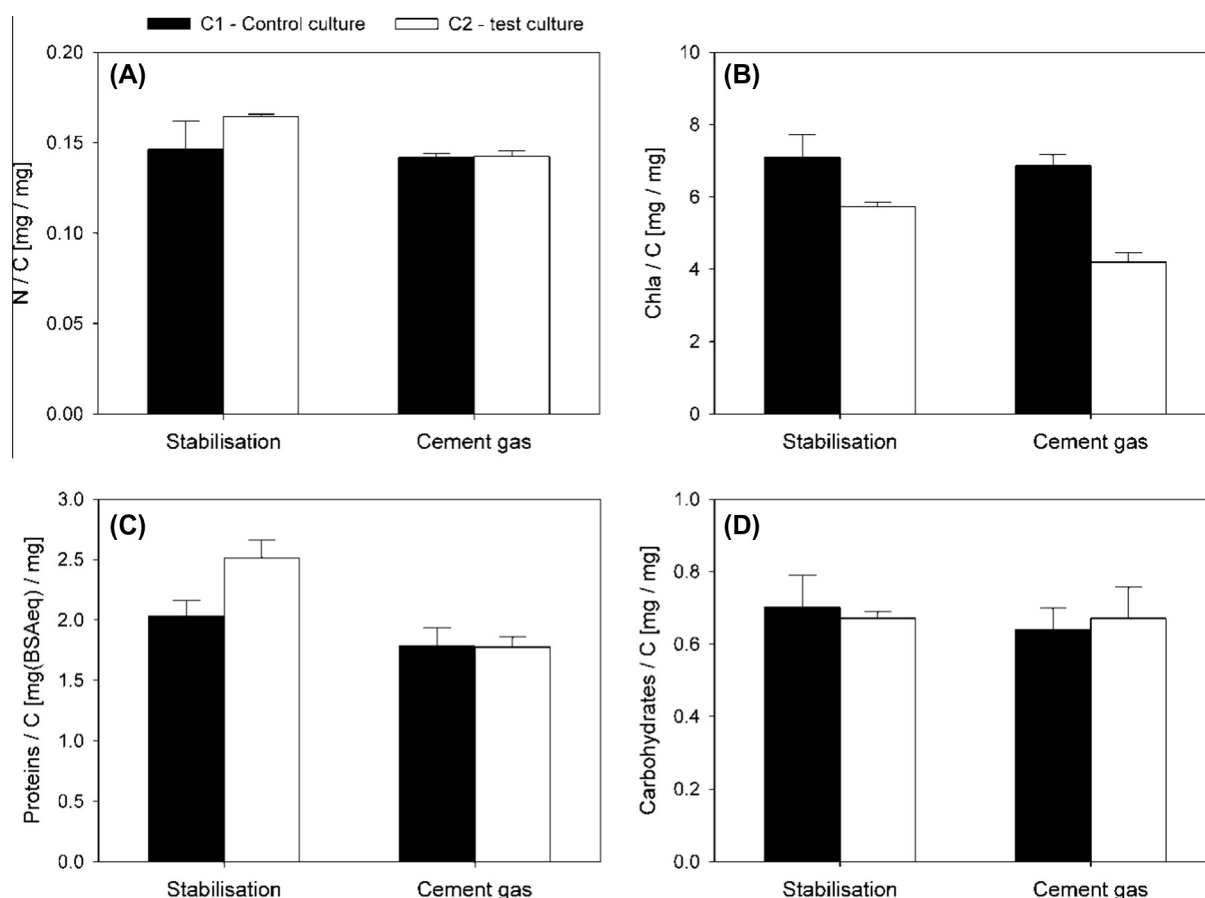 C1 - Control culture C2 - test culture
(A)
N / C [mg / mg]
0.20
0.15
0.10
0.05
0.00
Stabilisation Cement gas
(B)
Chla / C [mg / mg]
10
8
6
4
2
0
Stabilisation Cement gas
(C)
Proteins / C [mg(BSAeq) / mg]
3.0
2.5
2.0
1.5
1.0
0.5
0.0
Stabilisation Cement gas
(D)
Carbohydrates / C [mg / mg]
1.0
0.8
0.6
0.4
0.2
0.0
Stabilisation Cement gas